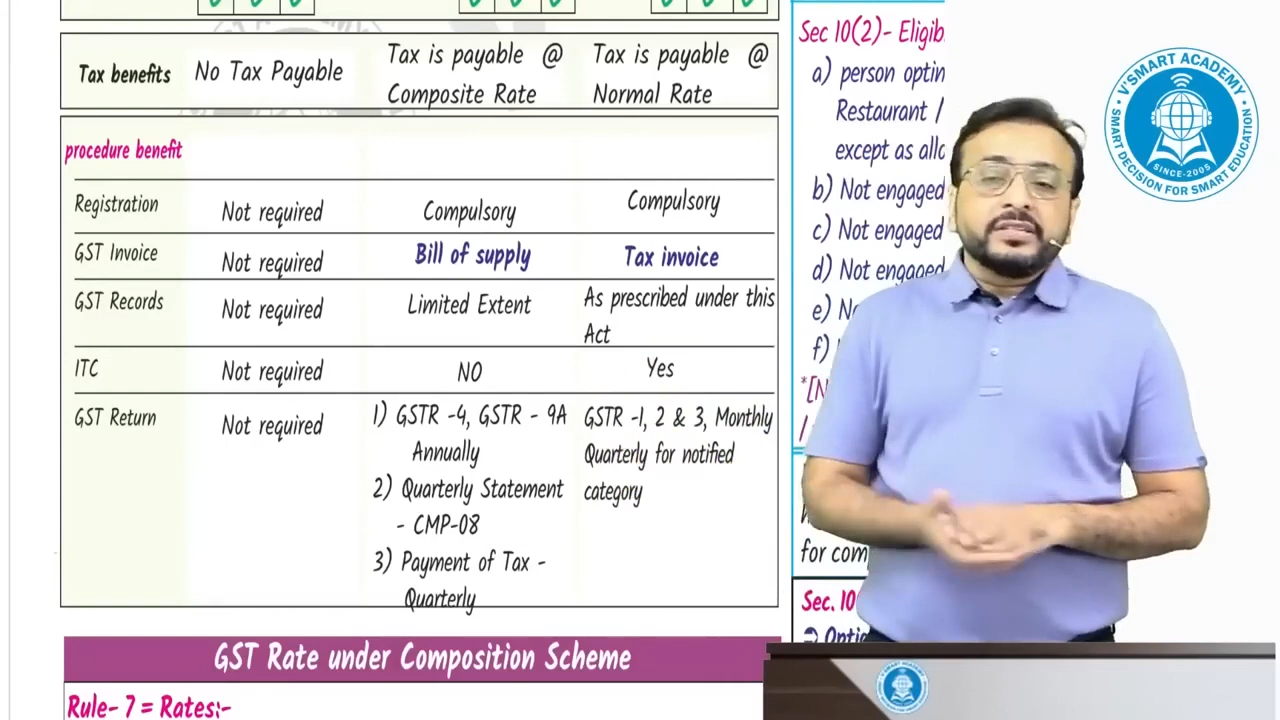 Tax benefits
No Tax Payable
Tax is payable @
Composite Rate
Tax is payable @
Normal Rate
procedure benefit
Registration
Not required
Compulsory
Compulsory
GST Invoice
Not required
Bill of supply
Tax invoice
GST Records
Not required
Limited Extent
As prescribed under this
Act
ITC
Not required
NO
Yes
GST Return
Not required
1) GSTR -4, GSTR - 9A
Annually
2) Quarterly Statement
- CMP-08
3) Payment of Tax -
Quarterly
GSTR -1, 2 & 3, Monthly
Quarterly for notified
category
GST Rate under Composition Scheme
Rule- 7 = Rates:-
Sec 10(2)- Eligib
a) person optin
Restaurant /
except as allo
b) Not engaged
c) Not engaged
d) Not engaged
e) No
f)
*[N
/
for com
Sec. 10
⇒ Optio
V'SMART ACADEMY
SINCE-2005
SMART DECISION FOR SMART EDUCATION